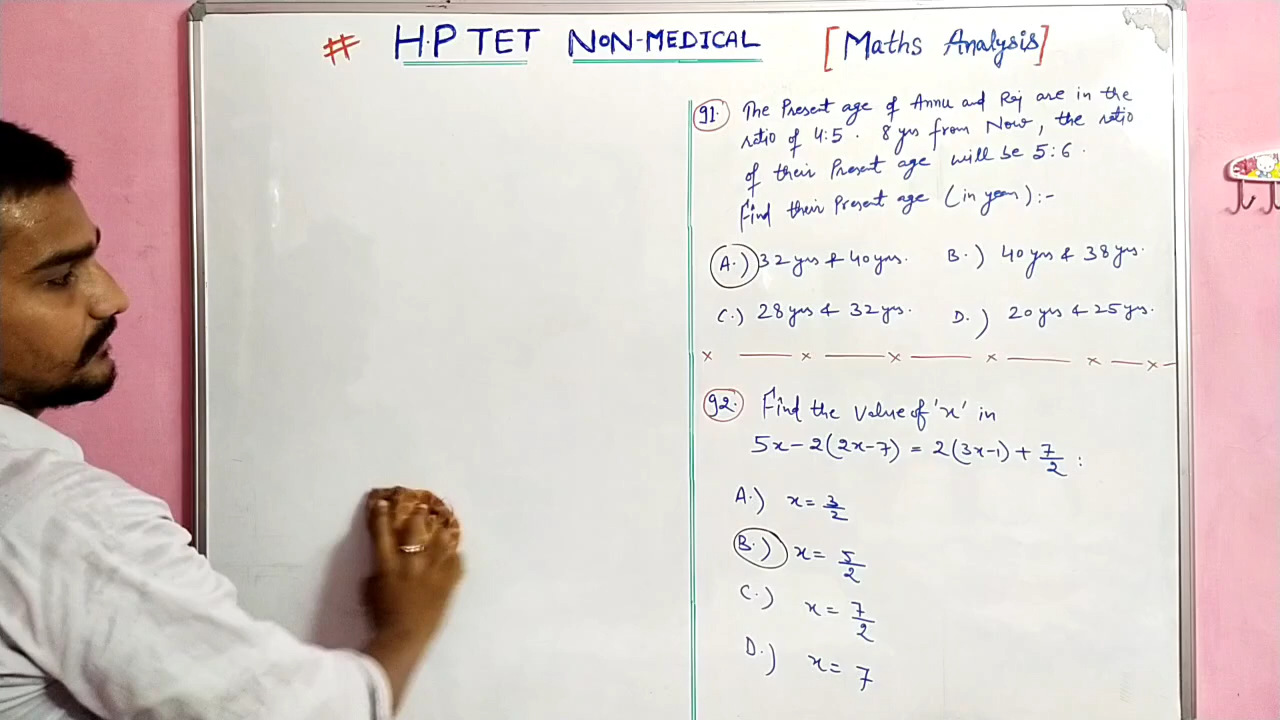 # H.P TET NON-MEDICAL [Maths Analysis]
91. The Present age of Annu and Raj are in the
ratio of 4:5. 8 yrs from Now, the ratio
of their Present age will be 5:6.
Find their Present age (in year):-
A.) 32 yrs & 40 yrs. B.) 40 yrs & 38 yrs.
C.) 28 yrs & 32 yrs. D.) 20 yrs & 25 yrs.
92. Find the value of 'x' in
5x-2(2x-7) = 2(3x-1) + 7/2 :
A.) x = 3/2
B.) x = 5/2
C.) x = 7/2
D.) x = 7